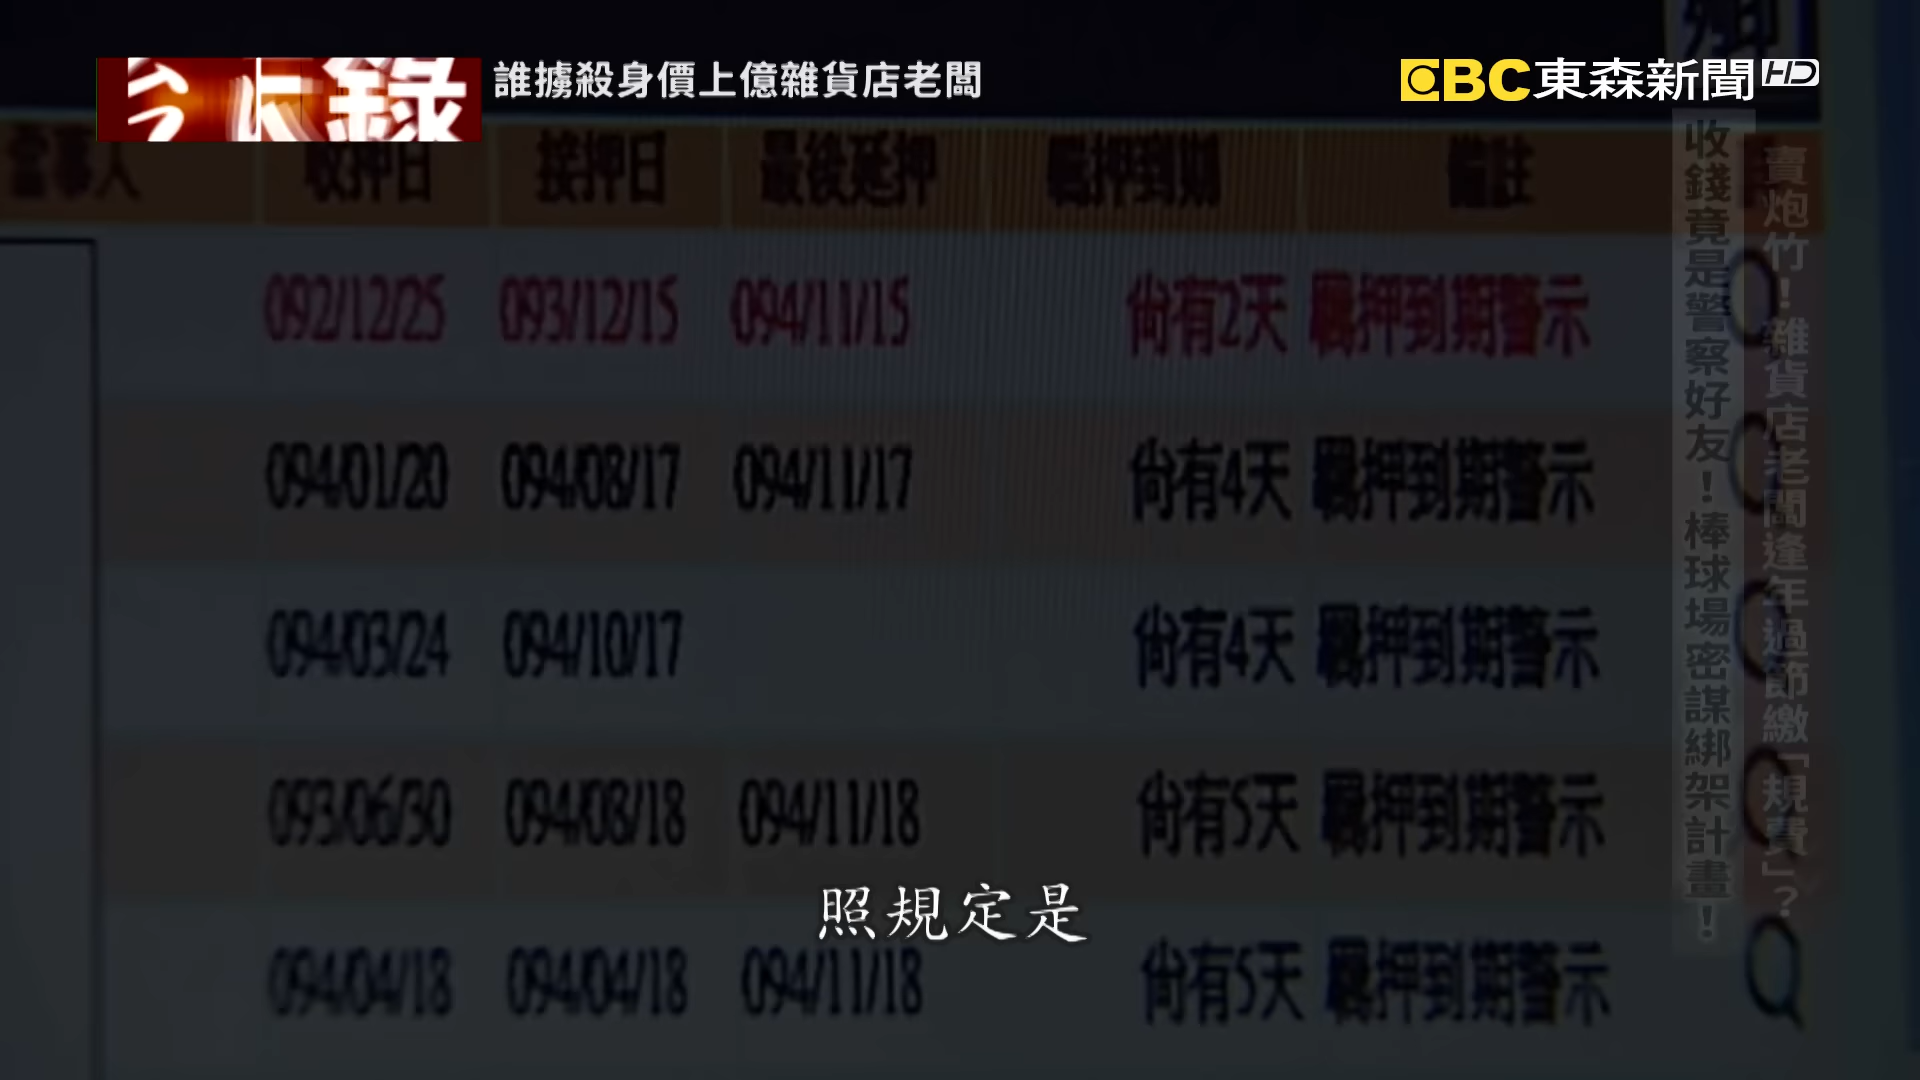 錄
誰擄殺身價上億雜貨店老闆
EBC東森新聞HD
當事人 收押日 接押日 最後延押 羈押到期 備註
092/12/25 093/12/15 094/11/15 尚有2天 羈押到期警示
094/01/20 094/08/17 094/11/17 尚有4天 羈押到期警示
094/03/24 094/10/17 尚有4天 羈押到期警示
093/06/30 094/08/18 094/11/18 尚有5天 羈押到期警示
094/04/18 094/04/18 094/11/18 尚有5天 羈押到期警示
賣炮竹！雜貨店老闆逢年過節繳「規費」？
收錢竟是警察好友！棒球場密謀綁架計畫！
照規定是